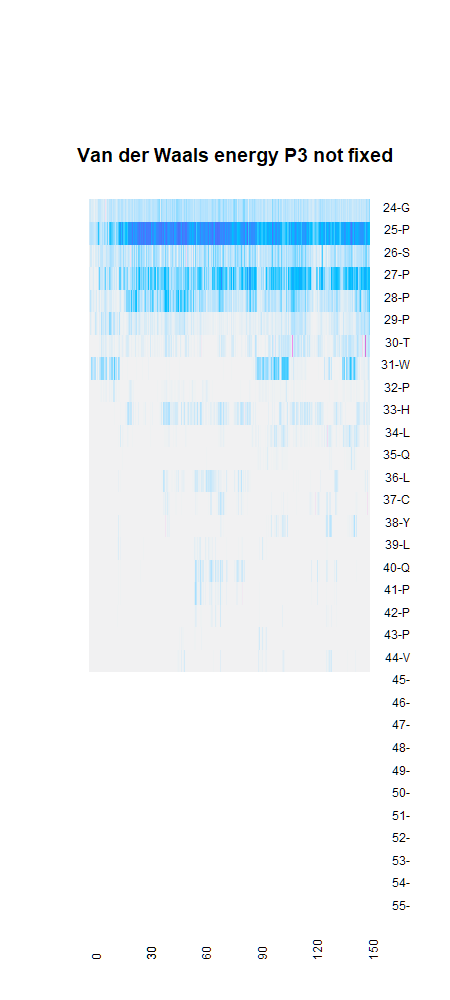 Van der Waals energy P3 not fixed
24-G
25-P
26-S
27-P
28-P
29-P
30-T
31-W
32-P
33-H
34-L
35-Q
36-L
37-C
38-Y
39-L
40-Q
41-P
42-P
43-P
44-V
45-
46-
47-
48-
49-
50-
51-
52-
53-
54-
55-
0 30 60 90 120 150